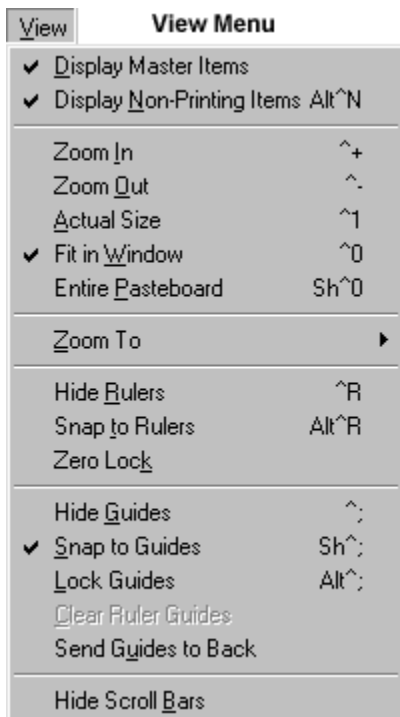 View View Menu
✔ Display Master Items
✔ Display Non-Printing Items Alt^N
Zoom In ^+
Zoom Out ^-
Actual Size ^1
✔ Fit in Window ^0
Entire Pasteboard Sh^0
Zoom To
Hide Rulers ^R
Snap to Rulers Alt^R
Zero Lock
Hide Guides ^;
✔ Snap to Guides Sh^;
Lock Guides Alt^;
Clear Ruler Guides
Send Guides to Back
Hide Scroll Bars